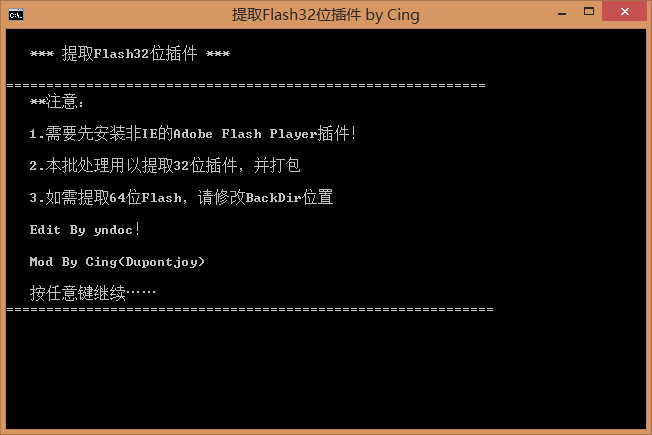 提取Flash32位插件 by Cing
*** 提取Flash32位插件 ***
============================================================
**注意:
1.需要先安装非IE的Adobe Flash Player插件!
2.本批处理用以提取32位插件，并打包
3.如需提取64位Flash，请修改BackDir位置
Edit By yndoc!
Mod By Cing(Dupontjoy)
按任意键继续……
=============================================================